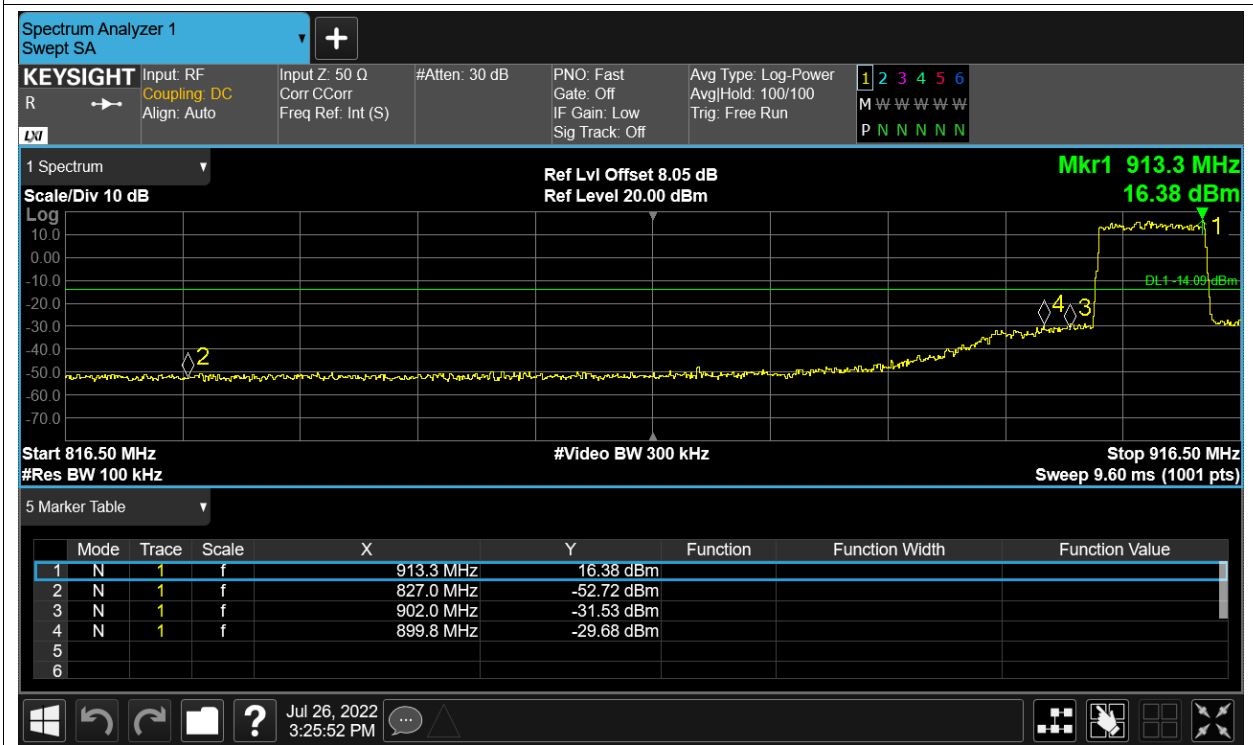 Spectrum Analyzer 1
Swept SA
+
KEYSIGHT Input: RF Input Z: 50 Ω #Atten: 30 dB PNO: Fast Avg Type: Log-Power 1 2 3 4 5 6
R Coupling: DC Corr CCorr Gate: Off Avg|Hold: 100/100 M W W W W W
Align: Auto Freq Ref: Int (S) IF Gain: Low Trig: Free Run
LXI Sig Track: Off P N N N N N
1 Spectrum Ref Lvl Offset 8.05 dB Mkr1 913.3 MHz
Scale/Div 10 dB Ref Level 20.00 dBm 16.38 dBm
Log
10.0 1
0.00
-10.0 DL1 -14.09 dBm
-20.0 4 3
-30.0
-40.0 2
-50.0
-60.0
-70.0
Start 816.50 MHz #Video BW 300 kHz Stop 916.50 MHz
#Res BW 100 kHz Sweep 9.60 ms (1001 pts)
5 Marker Table
Mode Trace Scale X Y Function Function Width Function Value
1 N 1 f 913.3 MHz 16.38 dBm
2 N 1 f 827.0 MHz -52.72 dBm
3 N 1 f 902.0 MHz -31.53 dBm
4 N 1 f 899.8 MHz -29.68 dBm
5
6
? Jul 26, 2022
3:25:52 PM